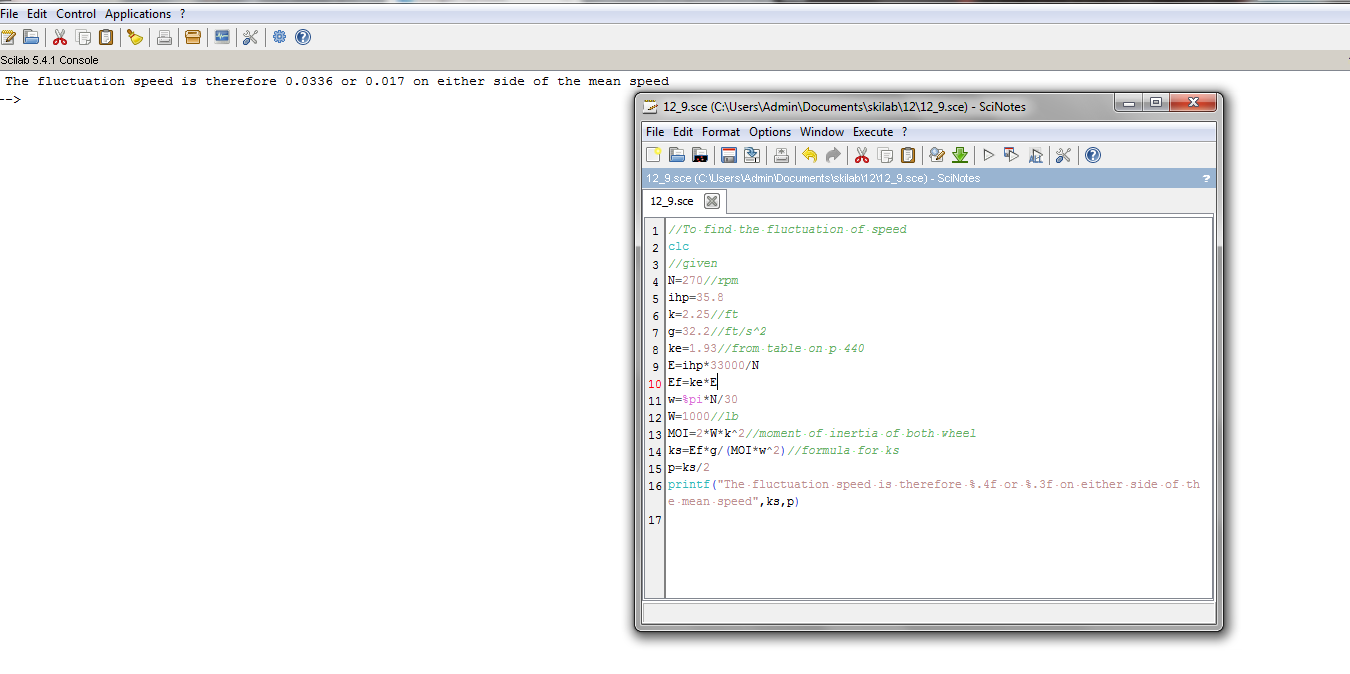 File Edit Control Applications ?
Scilab 5.4.1 Console
The fluctuation speed is therefore 0.0336 or 0.017 on either side of the mean speed
-->
12_9.sce (C:\Users\Admin\Documents\skilab\12\12_9.sce) - SciNotes
File Edit Format Options Window Execute ?
12_9.sce (C:\Users\Admin\Documents\skilab\12\12_9.sce) - SciNotes ?
12_9.sce
1 //To find the fluctuation of speed
2 clc
3 //given
4 N=270//rpm
5 ihp=35.8
6 k=2.25//ft
7 g=32.2//ft/s^2
8 ke=1.93//from table on p 440
9 E=ihp*33000/N
10 Ef=ke*E
11 w=%pi*N/30
12 W=1000//lb
13 MOI=2*W*k^2//moment of inertia of both wheel
14 ks=Ef*g/(MOI*w^2)//formula for ks
15 p=ks/2
16 printf("The fluctuation speed is therefore %.4f or %.3f on either side of th
e mean speed",ks,p)
17